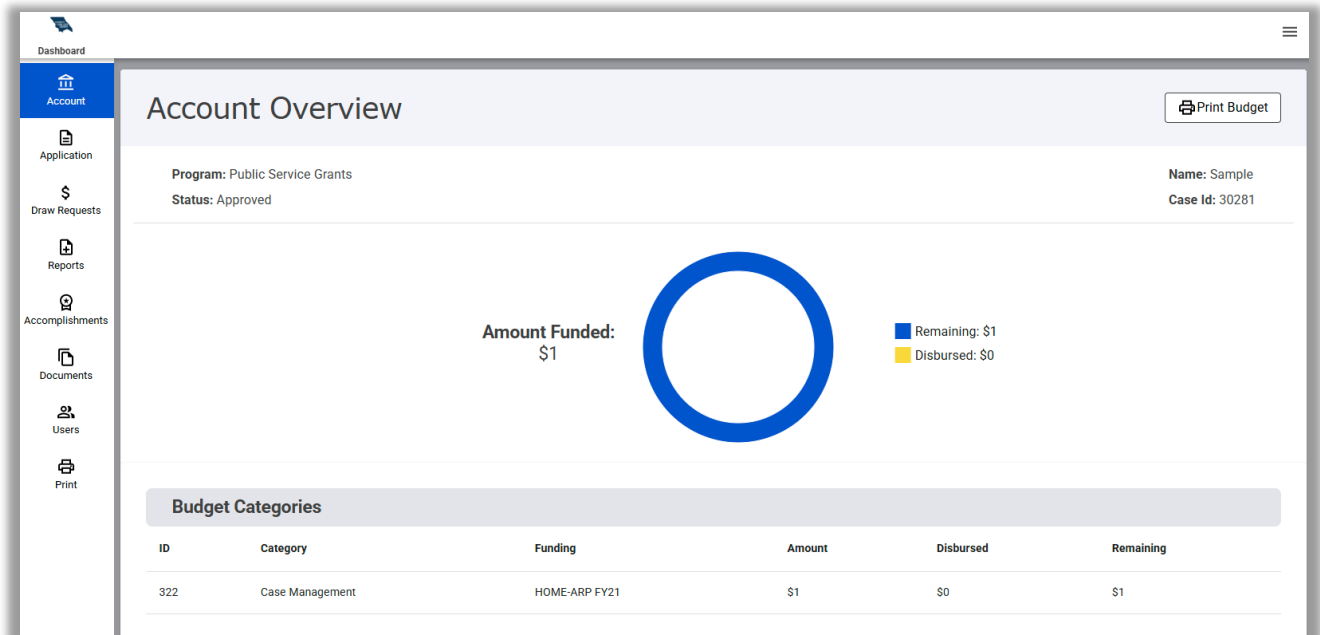 Dashboard
Account
Application
Draw Requests
Reports
Accomplishments
Documents
Users
Print
Account Overview
Print Budget
Program: Public Service Grants
Name: Sample
Status: Approved
Case Id: 30281
Amount Funded:
$1
Remaining: $1
Disbursed: $0
Budget Categories
ID Category Funding Amount Disbursed Remaining
322 Case Management HOME-ARP FY21 $1 $0 $1